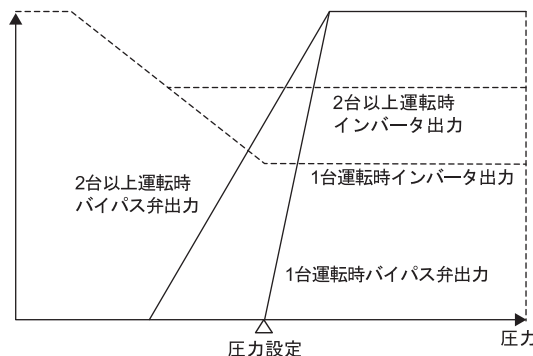 2台以上運転時
インバータ出力
1台運転時インバータ出力
2台以上運転時
バイパス弁出力
1台運転時バイパス弁出力
圧力
圧力設定